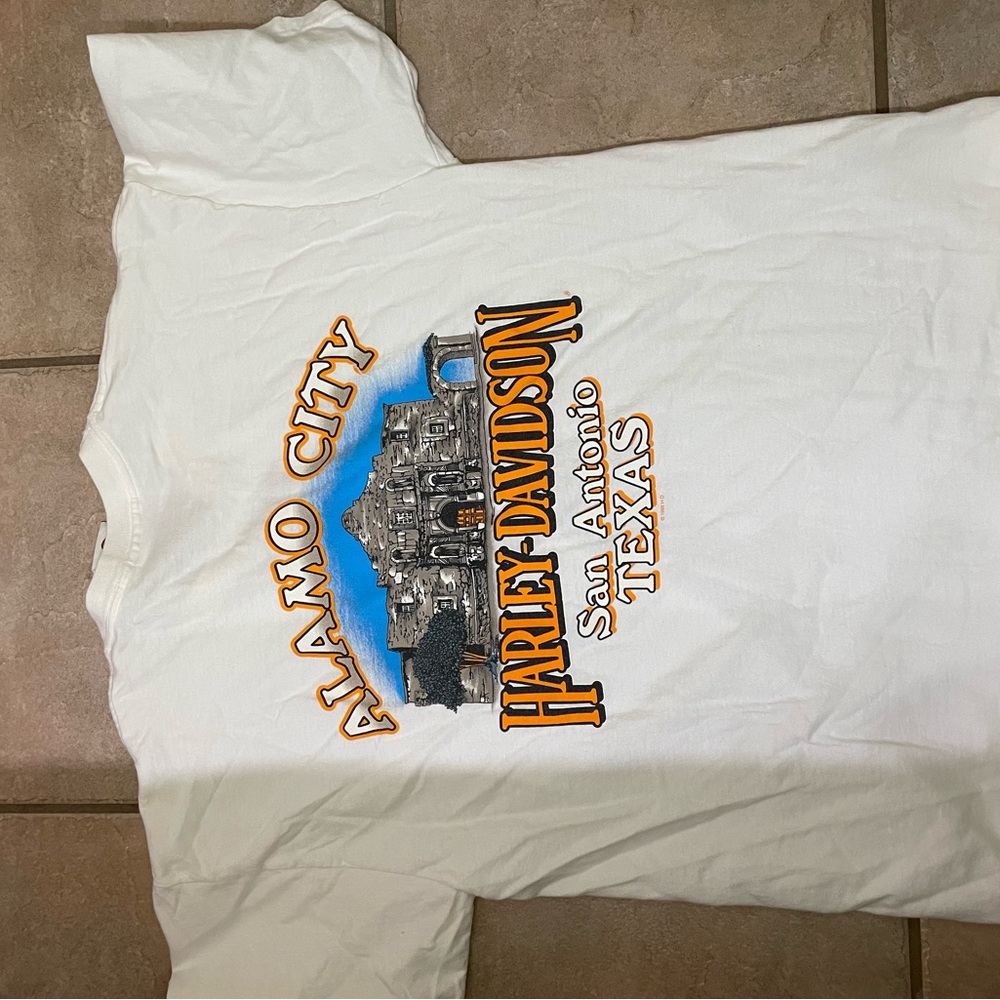 ALAMO CITY
HARLEY-DAVIDSON
San Antonio
TEXAS